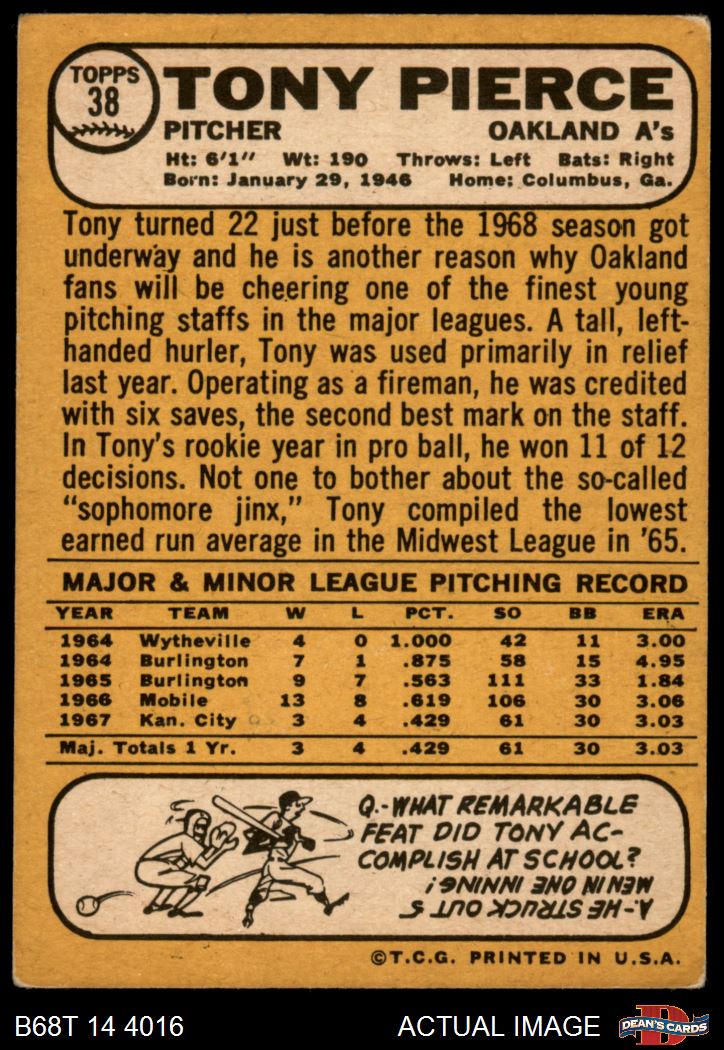 TOPPS
38
TONY PIERCE
PITCHER OAKLAND A's
Ht: 6'1" Wt: 190 Throws: Left Bats: Right
Born: January 29, 1946 Home: Columbus, Ga.
Tony turned 22 just before the 1968 season got
underway and he is another reason why Oakland
fans will be cheering one of the finest young
pitching staffs in the major leagues. A tall, left-
handed hurler, Tony was used primarily in relief
last year. Operating as a fireman, he was credited
with six saves, the second best mark on the staff.
In Tony's rookie year in pro ball, he won 11 of 12
decisions. Not one to bother about the so-called
"sophomore jinx," Tony compiled the lowest
earned run average in the Midwest League in '65.
MAJOR & MINOR LEAGUE PITCHING RECORD
YEAR TEAM W L PCT. SO BB ERA
1964 Wytheville 4 0 1.000 42 11 3.00
1964 Burlington 7 1 .875 58 15 4.95
1965 Burlington 9 7 .563 111 33 1.84
1966 Mobile 13 8 .619 106 30 3.06
1967 Kan. City 3 4 .429 61 30 3.03
Maj. Totals 1 Yr. 3 4 .429 61 30 3.03
Q.-WHAT REMARKABLE
FEAT DID TONY AC-
COMPLISH AT SCHOOL?
A-HE STRUCK OUT 5
MEN IN ONE INNING!
©T.C.G. PRINTED IN U.S.A.
B68T 14 4016 ACTUAL IMAGE
D
DEAN'S CARDS